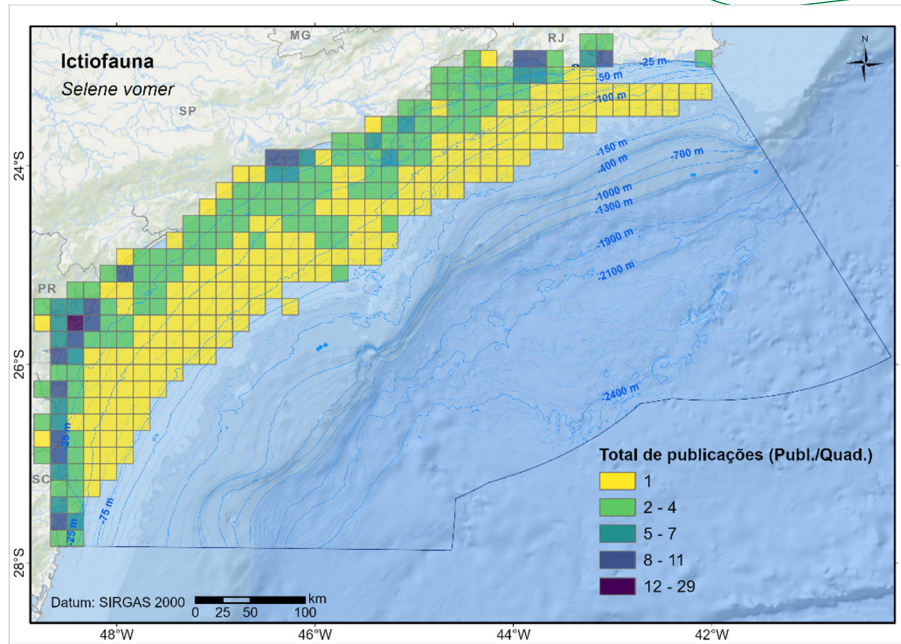 MG
RJ
N
Ictiofauna
Selene vomer
SP
-25 m
-50 m
-100 m
24°S
-150 m
-400 m
-700 m
-1000 m
-1300 m
-1900 m
-2100 m
PR
26°S
-2400 m
-25 m
SC
-75 m
-25 m
28°S
Total de publicações (Publ./Quad.)
1
2 - 4
5 - 7
8 - 11
12 - 29
Datum: SIRGAS 2000
km
0 25 50 100
48°W 46°W 44°W 42°W